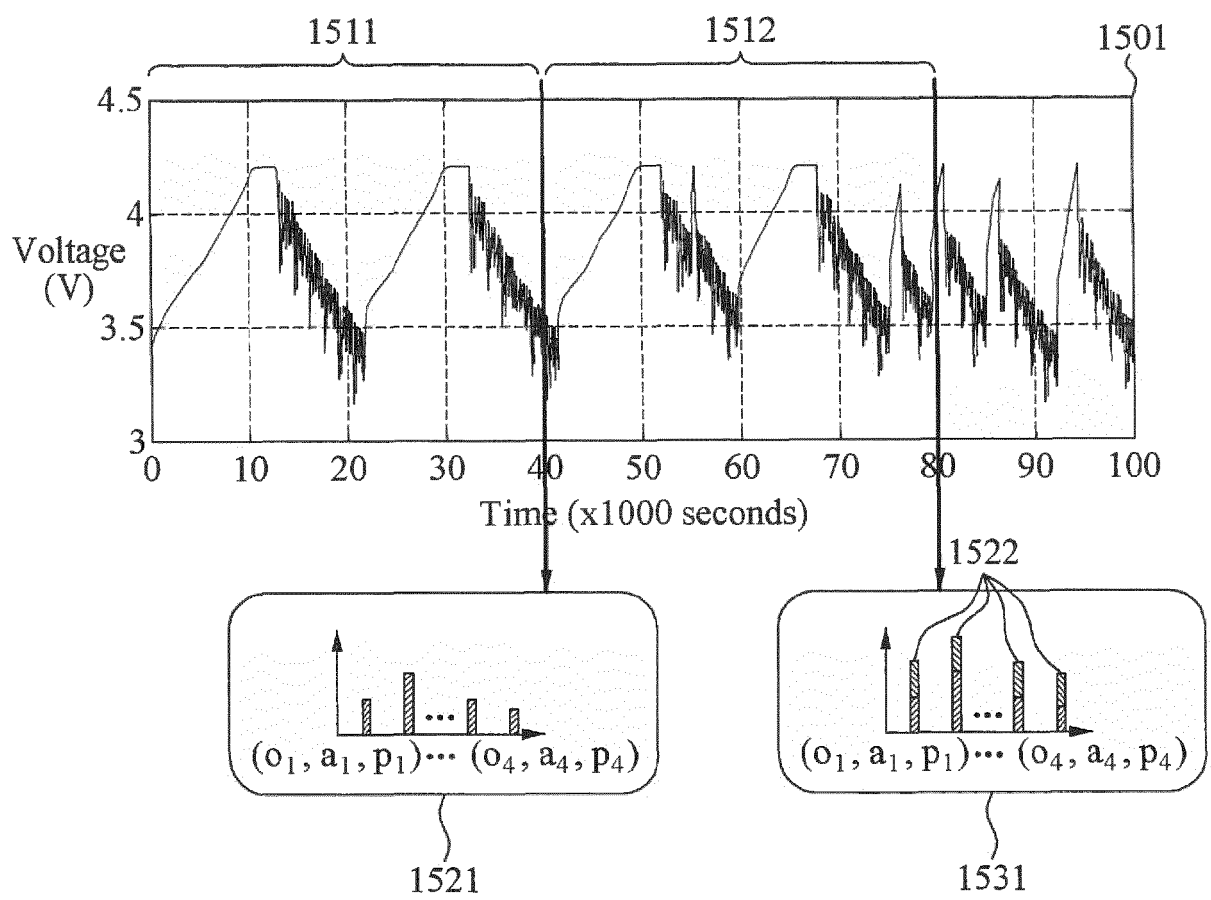 1511
1512
1501
4.5
4
Voltage
(V)
3.5
3
0 10 20 30 40 50 60 70 80 90 100
Time (x1000 seconds)
1522
(o₁, a₁, p₁)••• (o₄, a₄, p₄)
(o₁, a₁, p₁)••• (o₄, a₄, p₄)
1521
1531